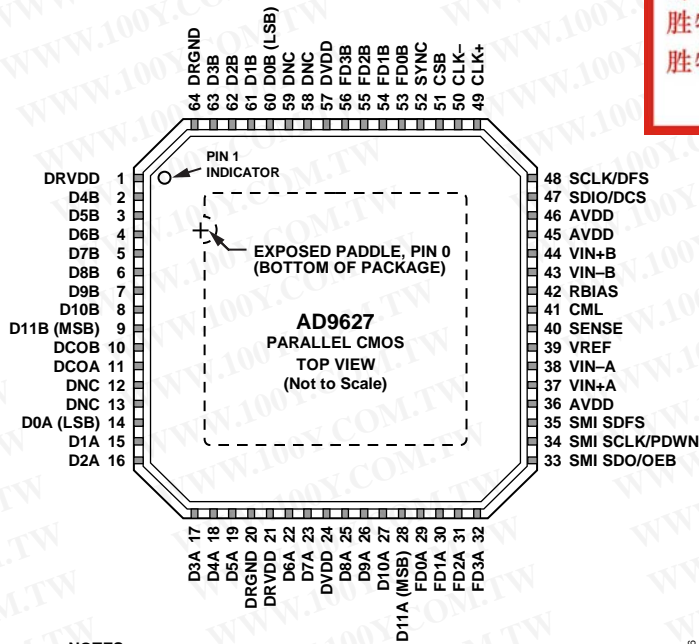 64 DRGND
63 D3B
62 D2B
61 D1B
60 D0B (LSB)
59 DNC
58 DNC
57 DVDD
56 FD3B
55 FD2B
54 FD1B
53 FD0B
52 SYNC
51 CSB
50 CLK–
49 CLK+
胜
胜
PIN 1
INDICATOR
DRVDD 1
D4B 2
D5B 3
D6B 4
D7B 5
D8B 6
D9B 7
D10B 8
D11B (MSB) 9
DCOB 10
DCOA 11
DNC 12
DNC 13
D0A (LSB) 14
D1A 15
D2A 16
EXPOSED PADDLE, PIN 0
(BOTTOM OF PACKAGE)
AD9627
PARALLEL CMOS
TOP VIEW
(Not to Scale)
48 SCLK/DFS
47 SDIO/DCS
46 AVDD
45 AVDD
44 VIN+B
43 VIN–B
42 RBIAS
41 CML
40 SENSE
39 VREF
38 VIN–A
37 VIN+A
36 AVDD
35 SMI SDFS
34 SMI SCLK/PDWN
33 SMI SDO/OEB
D3A 17
D4A 18
D5A 19
DRGND 20
DRVDD 21
D6A 22
D7A 23
DVDD 24
D8A 25
D9A 26
D10A 27
D11A (MSB) 28
FD0A 29
FD1A 30
FD2A 31
FD3A 32
WWW.100Y.COM.TW